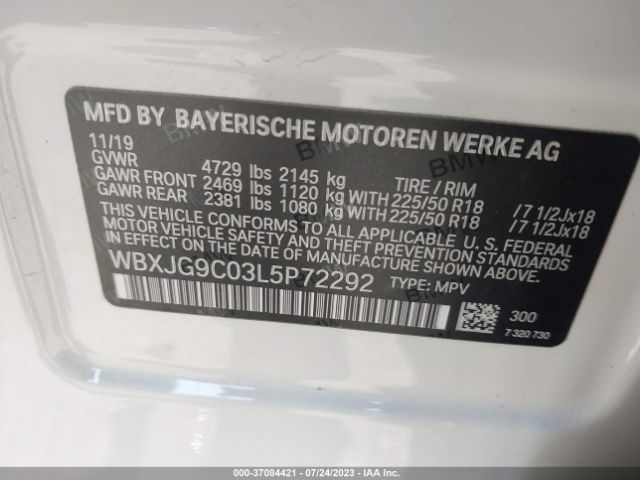 MFD BY BAYERISCHE MOTOREN WERKE AG
11/19
GVWR 4729 lbs 2145 kg TIRE / RIM
GAWR FRONT 2469 lbs 1120 kg WITH 225/50 R18 /7 1/2Jx18
GAWR REAR 2381 lbs 1080 kg WITH 225/50 R18 /7 1/2Jx18
THIS VEHICLE CONFORMS TO ALL APPLICABLE U. S. FEDERAL
MOTOR VEHICLE SAFETY, BUMPER, AND THEFT PREVENTION
STANDARDS IN EFFECT ON THE DATE OF MANUFACTURE SHOWN ABOVE.
WBXJG9C03L5P72292 TYPE: MPV
300
7 320 730
000-37084421 / 07/24/2023 / Copyright © IAA